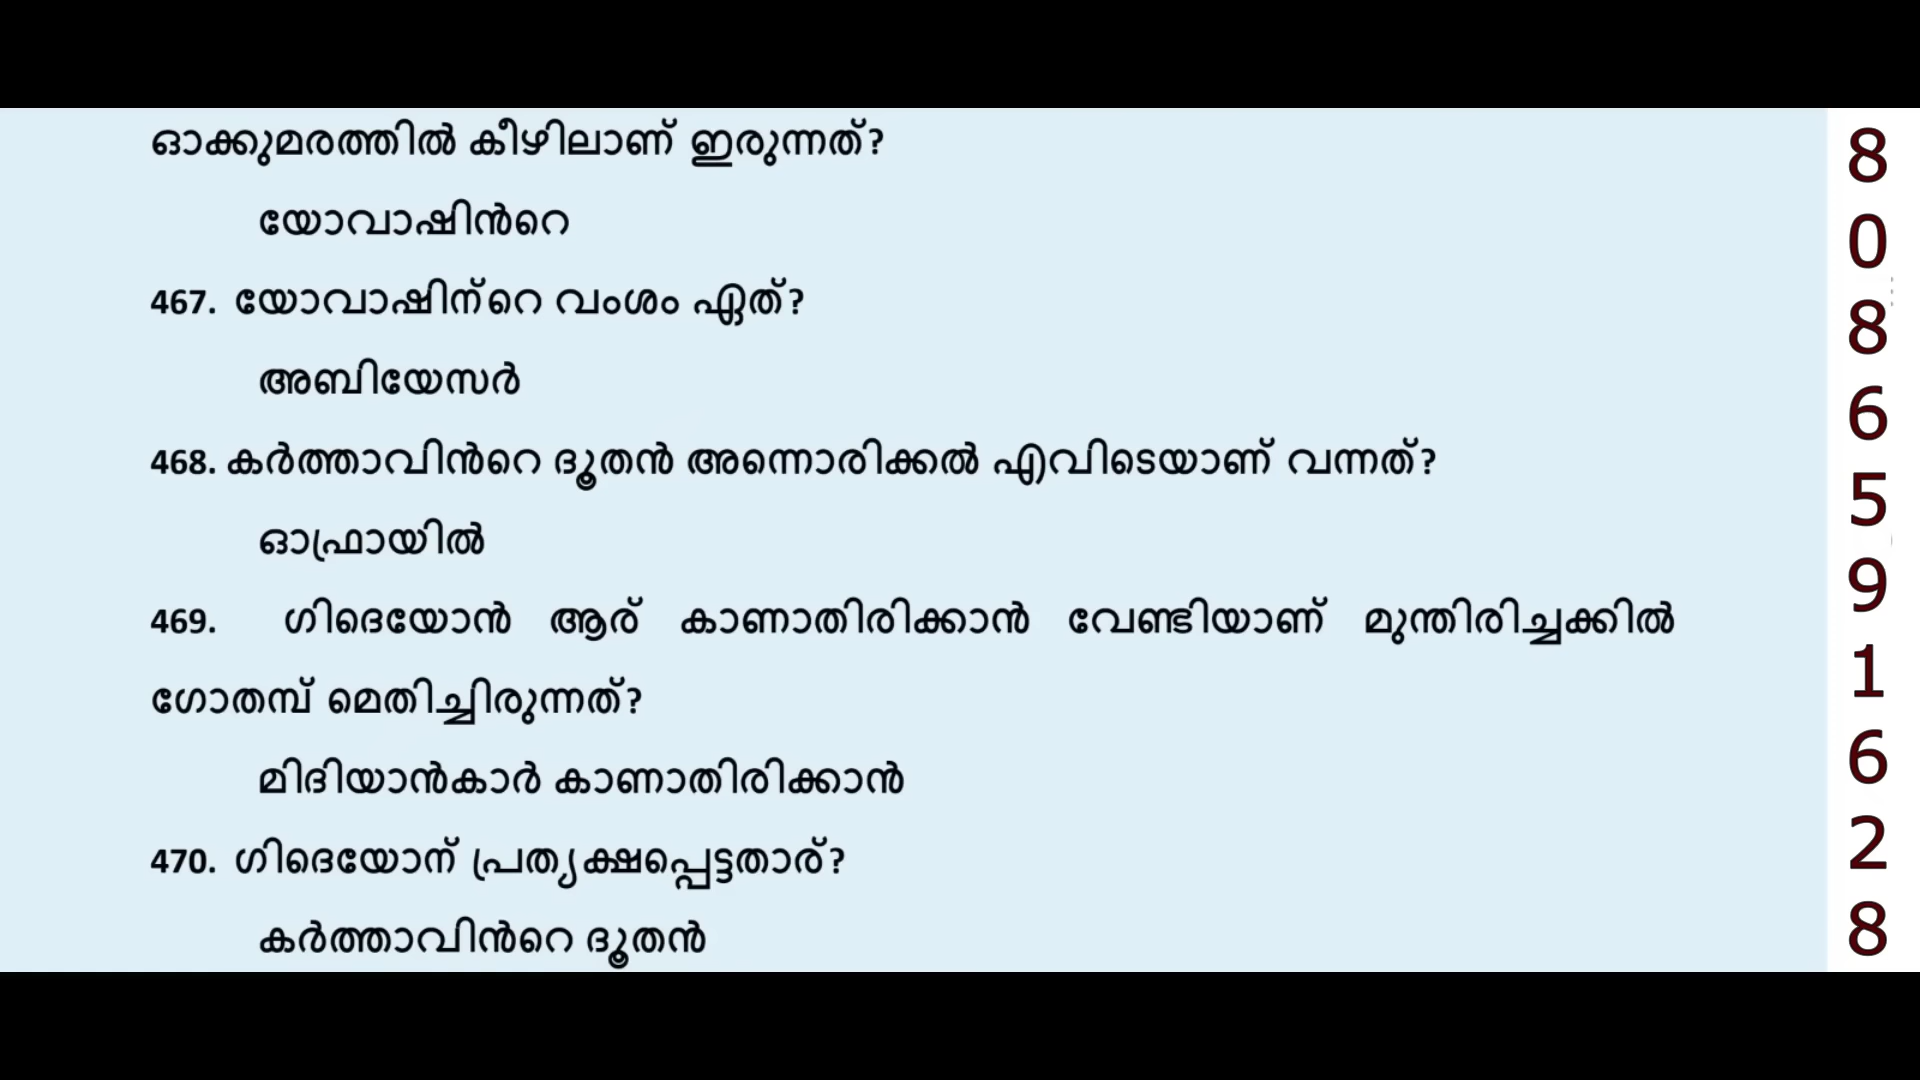 ഓക്കുമരത്തിൽ കീഴിലാണ് ഇരുന്നത്?
യോവാഷിൻറെ
467. യോവാഷിന്റെ വംശം ഏത്?
അബിയേസർ
468. കർത്താവിൻറെ ദൂതൻ അന്നൊരിക്കൽ എവിടെയാണ് വന്നത്?
ഓഫ്രായിൽ
469. ഗിദെയോൻ ആര് കാണാതിരിക്കാൻ വേണ്ടിയാണ് മുന്തിരിച്ചക്കിൽ
ഗോതമ്പ് മെതിച്ചിരുന്നത്?
മിദിയാൻകാർ കാണാതിരിക്കാൻ
470. ഗിദെയോന് പ്രത്യക്ഷപ്പെട്ടതാര്?
കർത്താവിൻറെ ദൂതൻ
8
0
8
6
5
9
1
6
2
8